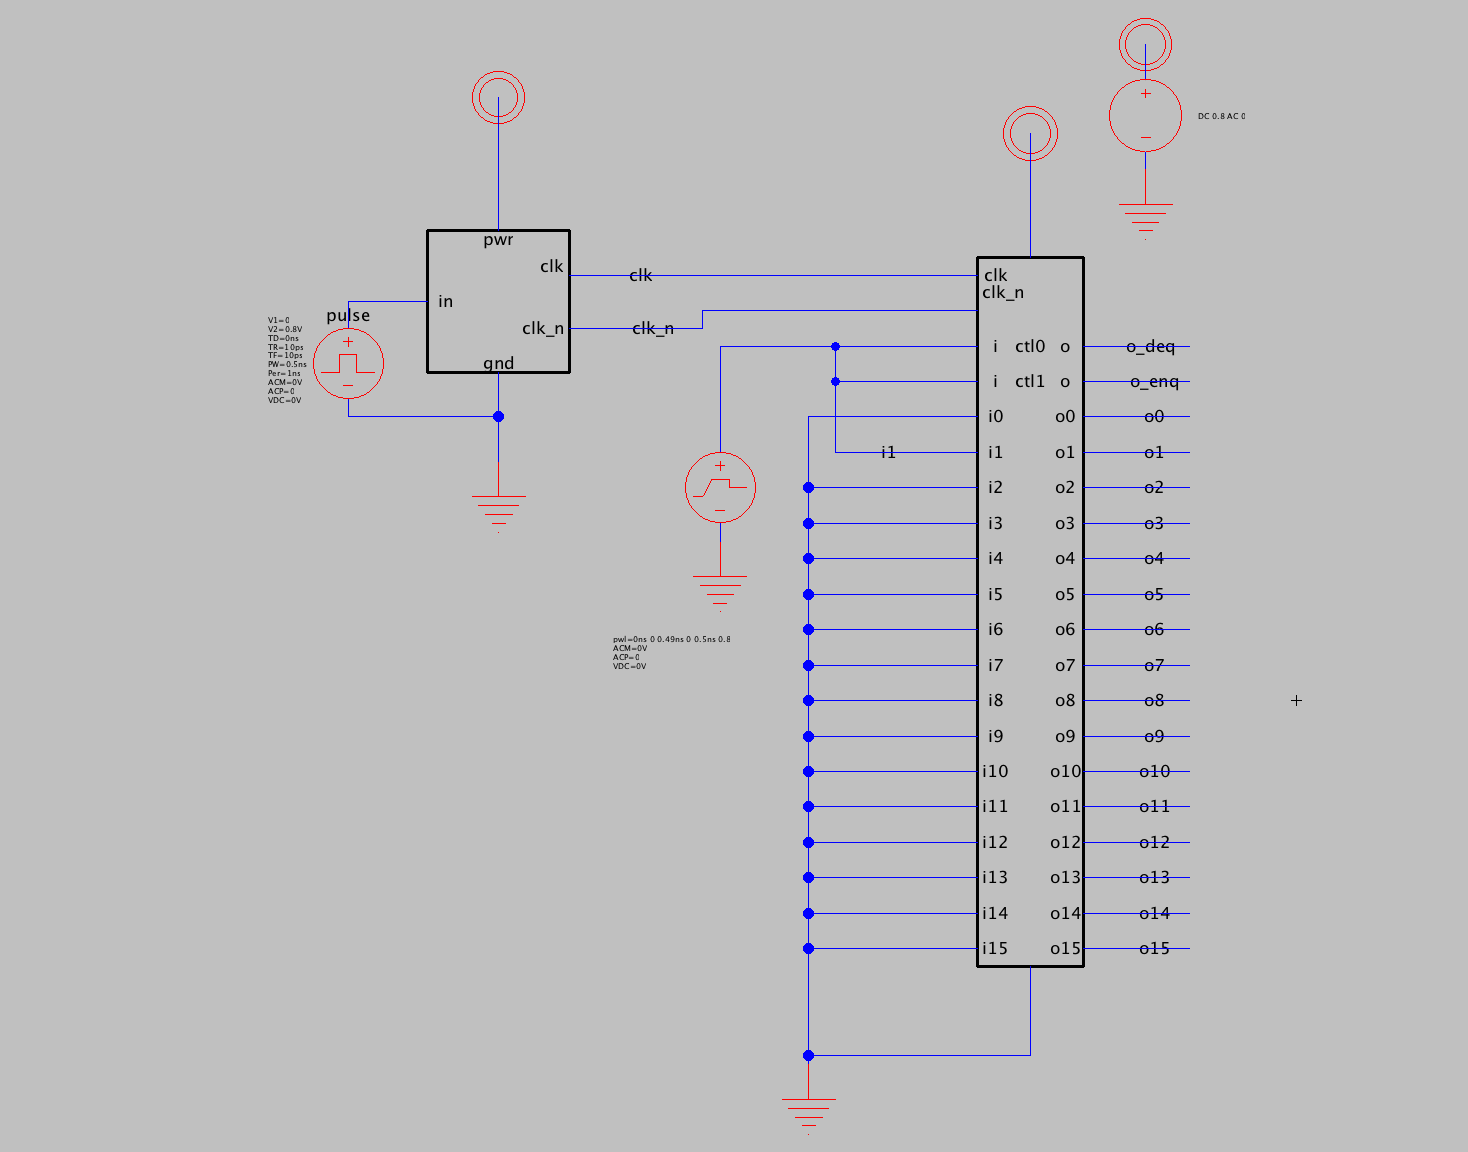 DC 0.8 AC 0
pwr
clk
clk
clk
clk_n
in
pulse
V1=0
V2=0.8V
TD=0ns
TR=10ps
TF=10ps
PW=0.5ns
Per=1ns
ACM=0V
ACP=0
VDC=0V
clk_n
clk_n
gnd
i ctl0 o o_deq
i ctl1 o o_enq
i0 o0 o0
i1 i1 o1 o1
i2 o2 o2
i3 o3 o3
i4 o4 o4
i5 o5 o5
i6 o6 o6
pwl=0ns 0 0.49ns 0 0.5ns 0.8
ACM=0V
ACP=0
VDC=0V
i7 o7 o7
i8 o8 o8
i9 o9 o9
i10 o10 o10
i11 o11 o11
i12 o12 o12
i13 o13 o13
i14 o14 o14
i15 o15 o15